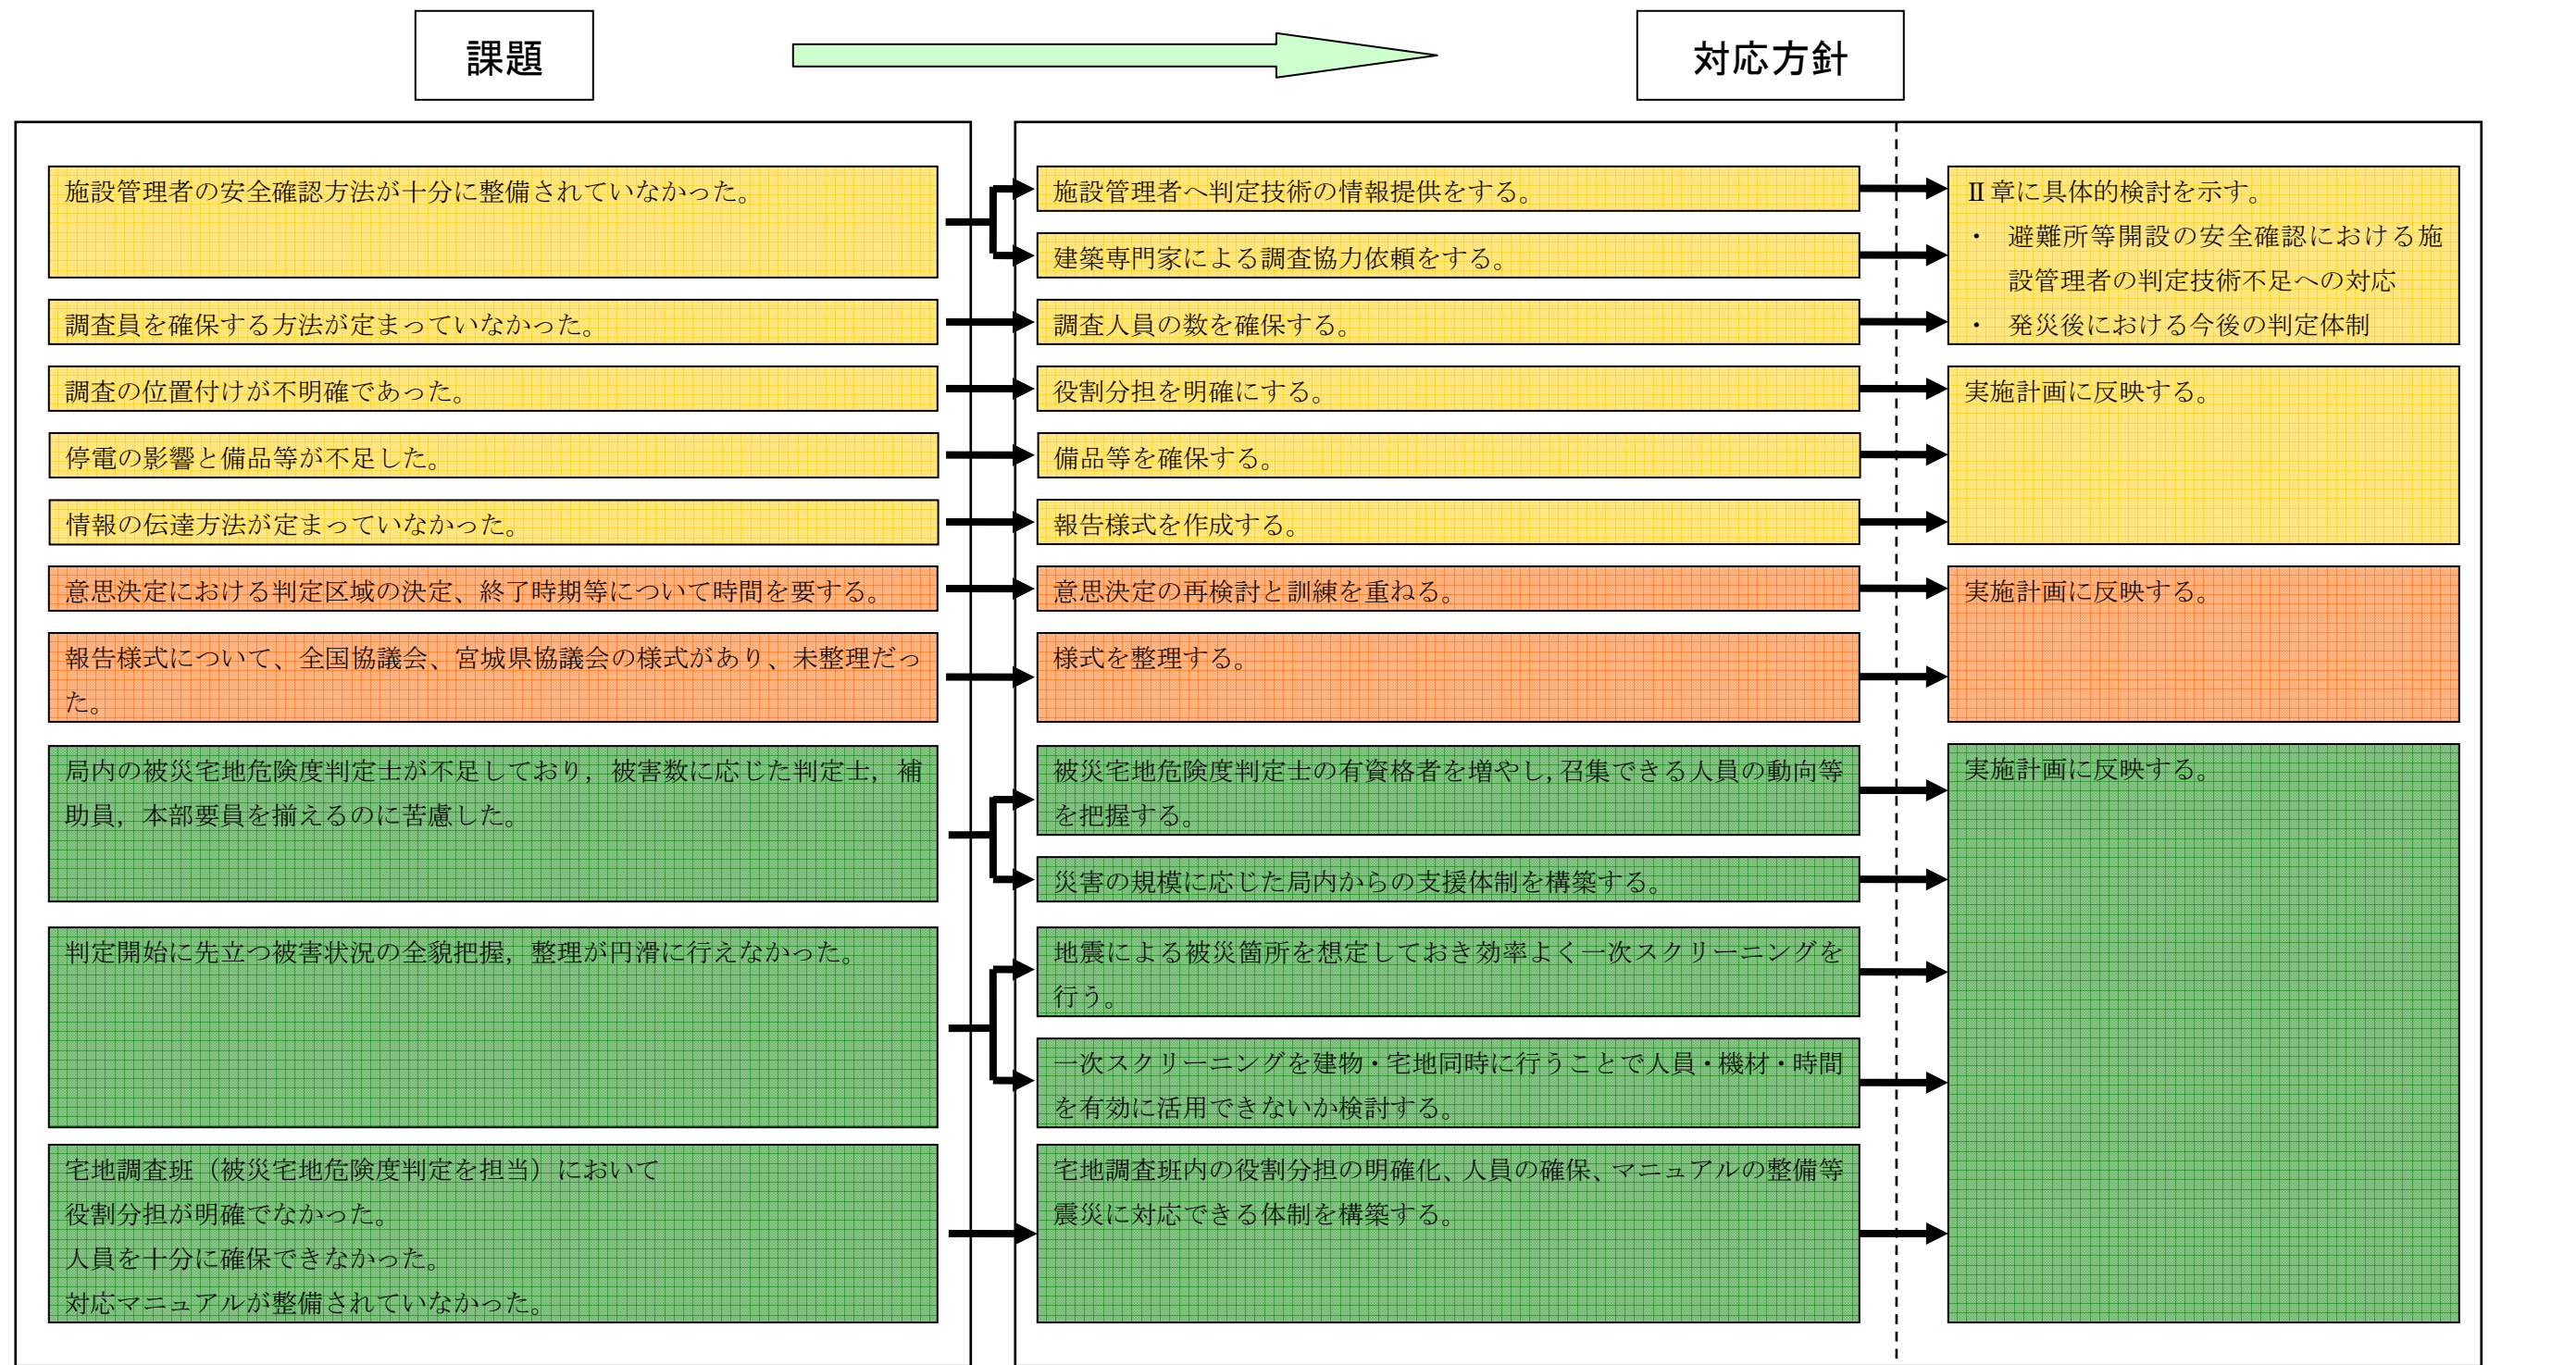 課題
対応方針
施設管理者の安全確認方法が十分に整備されていなかった。
施設管理者へ判定技術の情報提供をする。
建築専門家による調査協力依頼をする。
Ⅱ章に具体的検討を示す。
・ 避難所等開設の安全確認における施
設管理者の判定技術不足への対応
・ 発災後における今後の判定体制
調査員を確保する方法が定まっていなかった。
調査人員の数を確保する。
調査の位置付けが不明確であった。
役割分担を明確にする。
実施計画に反映する。
停電の影響と備品等が不足した。
備品等を確保する。
情報の伝達方法が定まっていなかった。
報告様式を作成する。
意思決定における判定区域の決定、終了時期等について時間を要する。
意思決定の再検討と訓練を重ねる。
実施計画に反映する。
報告様式について、全国協議会、宮城県協議会の様式があり、未整理だっ
た。
様式を整理する。
局内の被災宅地危険度判定士が不足しており，被害数に応じた判定士，補
助員，本部要員を揃えるのに苦慮した。
被災宅地危険度判定士の有資格者を増やし，召集できる人員の動向等
を把握する。
災害の規模に応じた局内からの支援体制を構築する。
実施計画に反映する。
判定開始に先立つ被害状況の全貌把握，整理が円滑に行えなかった。
地震による被災箇所を想定しておき効率よく一次スクリーニングを
行う。
一次スクリーニングを建物・宅地同時に行うことで人員・機材・時間
を有効に活用できないか検討する。
宅地調査班（被災宅地危険度判定を担当）において
役割分担が明確でなかった。
人員を十分に確保できなかった。
対応マニュアルが整備されていなかった。
宅地調査班内の役割分担の明確化、人員の確保、マニュアルの整備等
震災に対応できる体制を構築する。